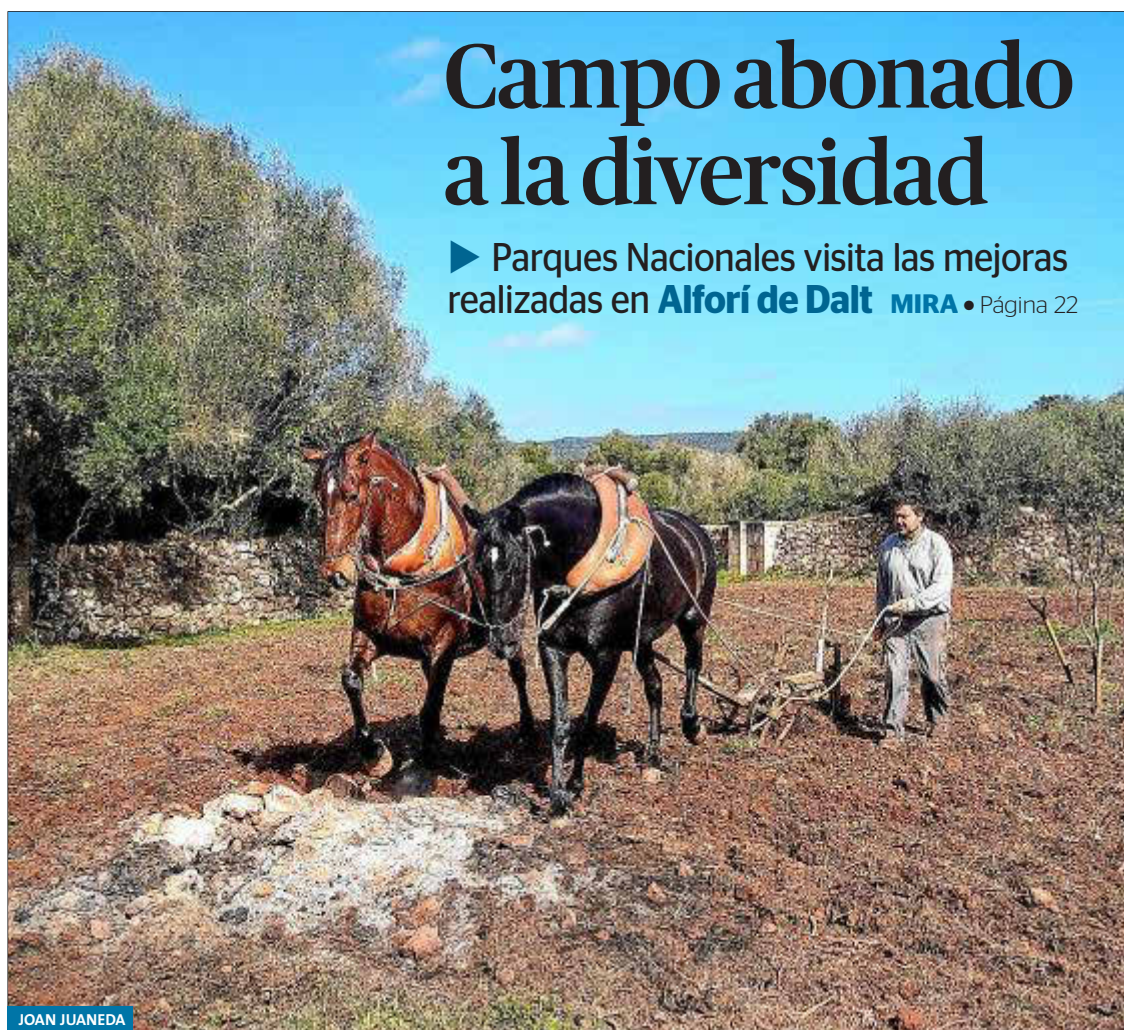 Campo abonado
a la diversidad
▶ Parques Nacionales visita las mejoras
realizadas en Alforí de Dalt MIRA • Página 22
JOAN JUANEDA